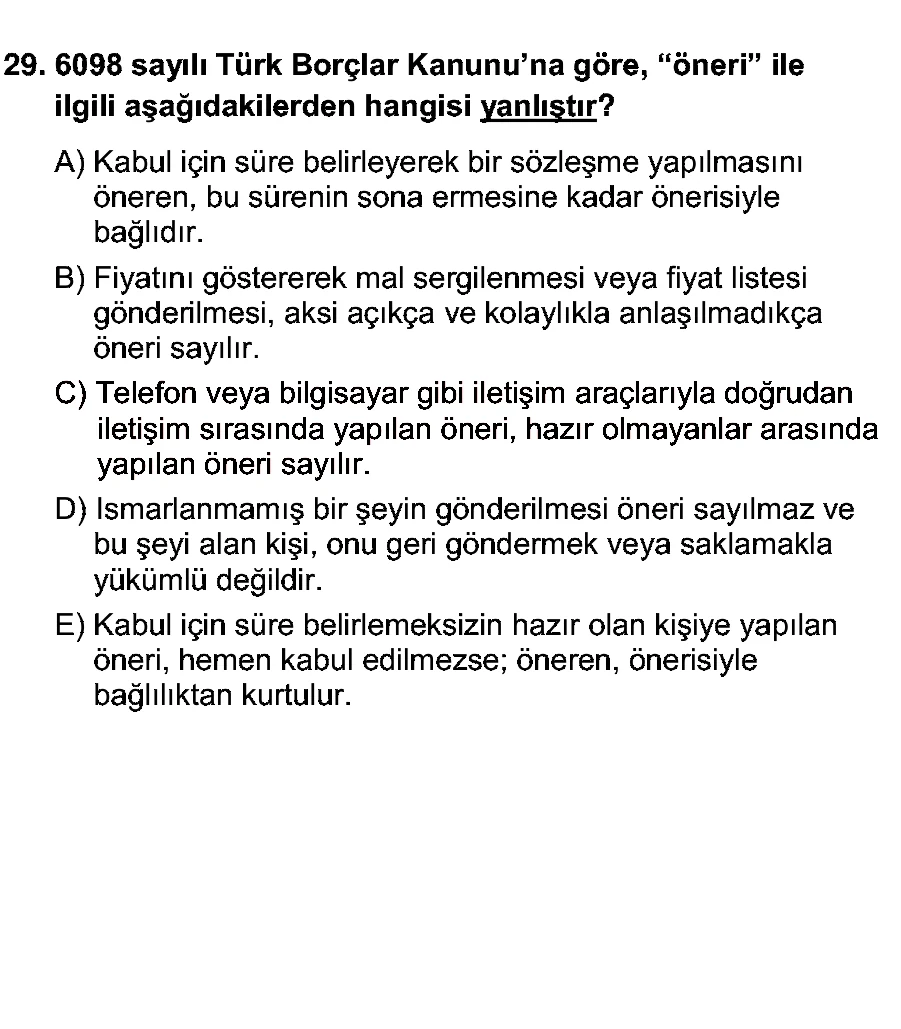 29. 6098 sayılı Türk Borçlar Kanunu’na göre, “öneri” ile
ilgili aşağıdakilerden hangisi yanlıştır?
A) Kabul için süre belirleyerek bir sözleşme yapılmasını
öneren, bu sürenin sona ermesine kadar önerisiyle
bağlıdır.
B) Fiyatını göstererek mal sergilenmesi veya fiyat listesi
gönderilmesi, aksi açıkça ve kolaylıkla anlaşılmadıkça
öneri sayılır.
C) Telefon veya bilgisayar gibi iletişim araçlarıyla doğrudan
iletişim sırasında yapılan öneri, hazır olmayanlar arasında
yapılan öneri sayılır.
D) Ismarlanmamış bir şeyin gönderilmesi öneri sayılmaz ve
bu şeyi alan kişi, onu geri göndermek veya saklamakla
yükümlü değildir.
E) Kabul için süre belirlemeksizin hazır olan kişiye yapılan
öneri, hemen kabul edilmezse; öneren, önerisiyle
bağlılıktan kurtulur.